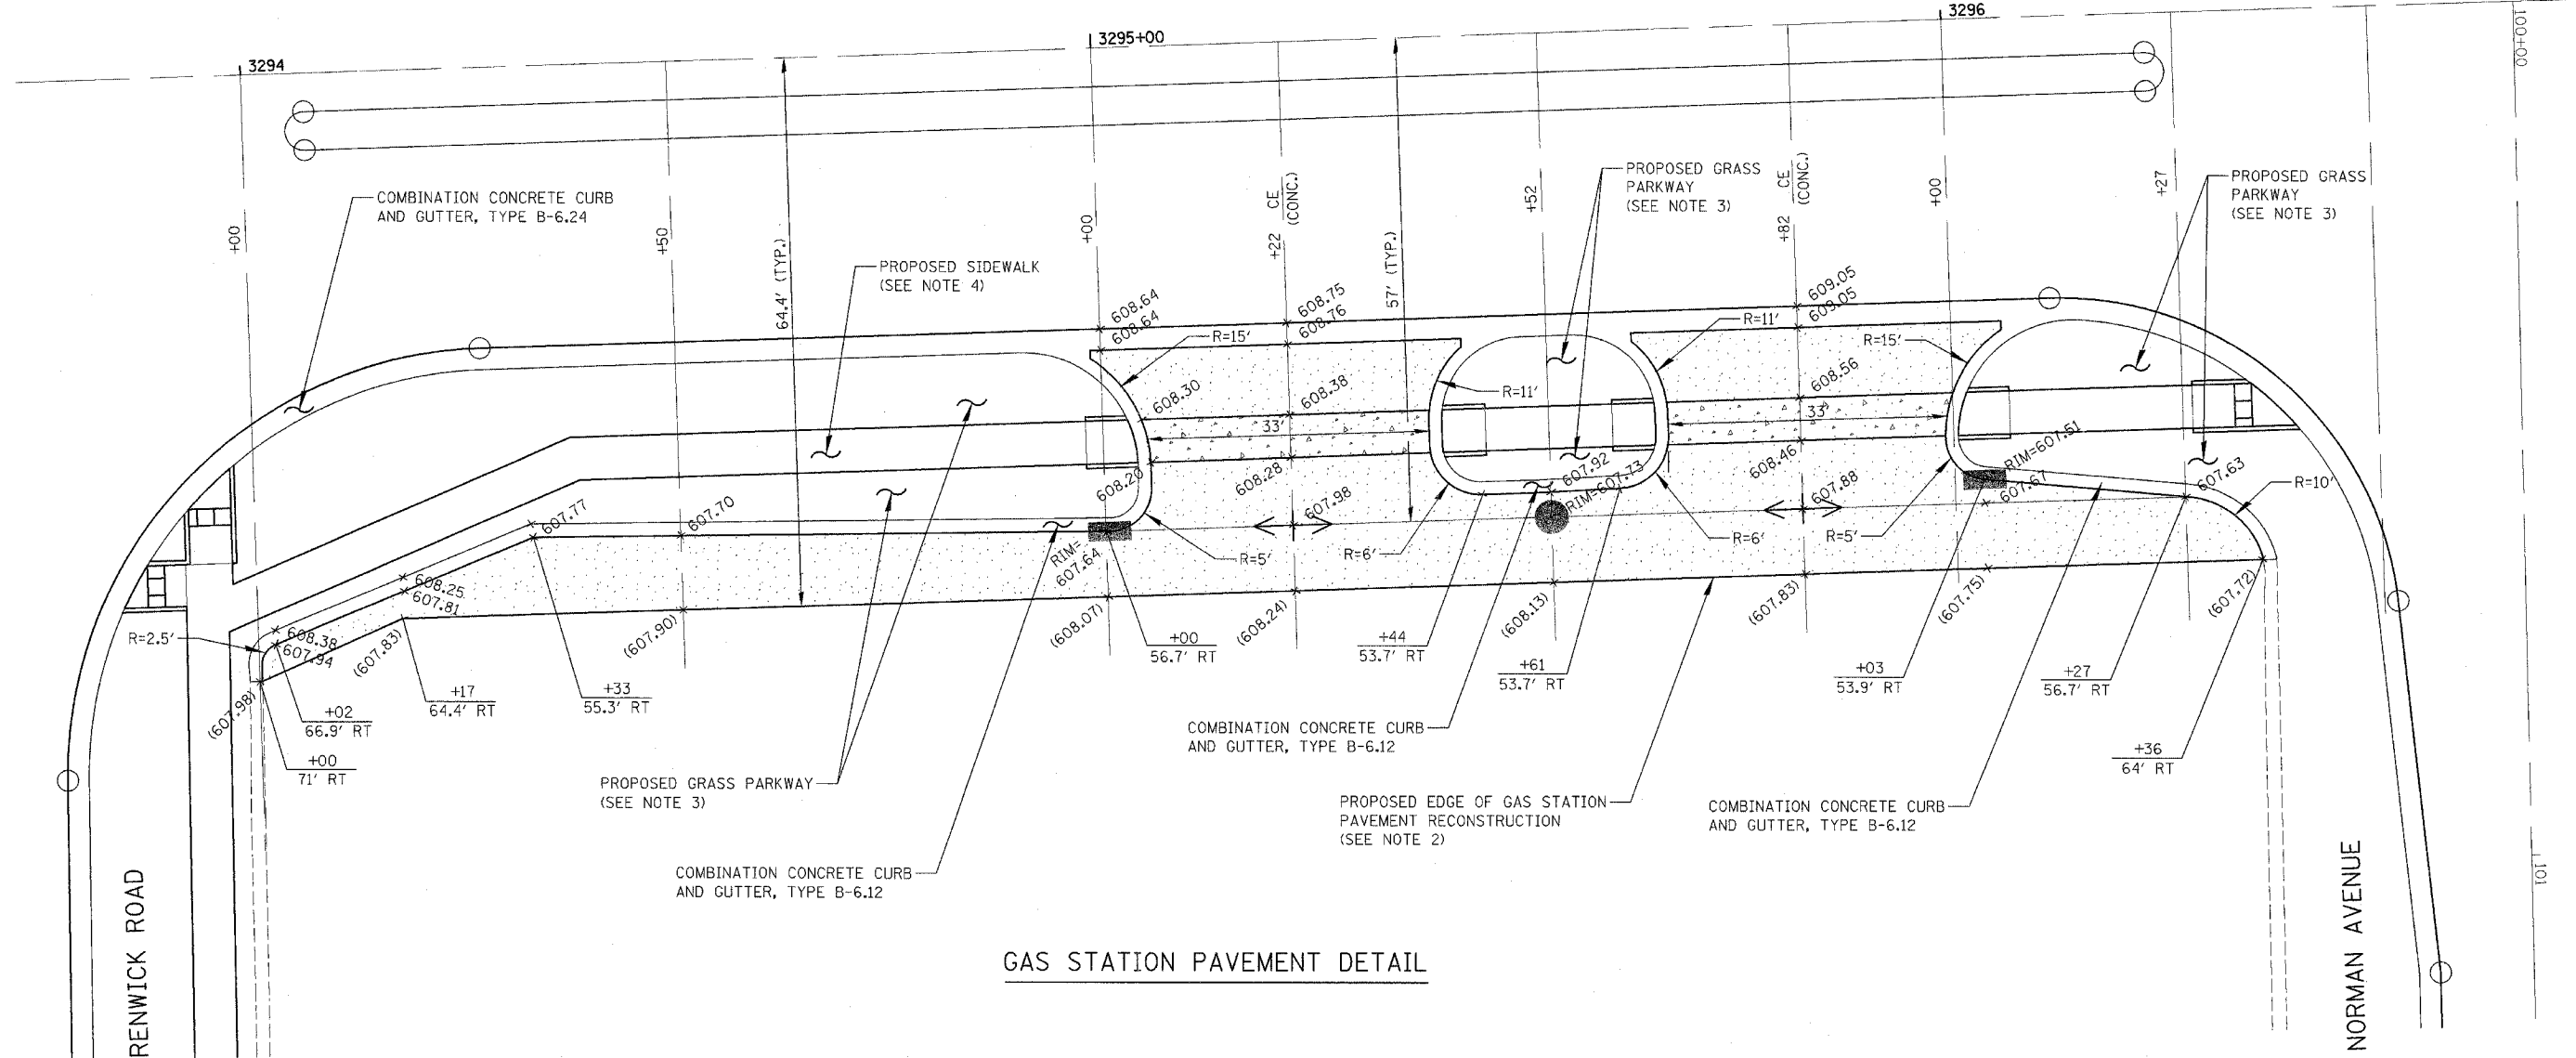 3294
3295+00
3296
100+00
COMBINATION CONCRETE CURB
AND GUTTER, TYPE B-6.24
PROPOSED SIDEWALK
(SEE NOTE 4)
PROPOSED GRASS
PARKWAY
(SEE NOTE 3)
PROPOSED GRASS
PARKWAY
(SEE NOTE 3)
+00
+50
64.4' (TYP.)
+00
+22
CE
(CONC.)
57' (TYP.)
+52
+82
CE
(CONC.)
+00
+27
608.64
608.64
608.75
608.76
609.05
609.05
R=15'
R=11'
R=11'
R=15'
608.30
608.38
608.56
33'
33'
608.20
608.28
607.98
607.92
RIM=607.73
608.46
607.88
RIM=607.51
607.67
607.63
R=10'
607.77
607.70
RIM=
607.64
R=5'
R=6'
R=6'
R=5'
608.25
607.81
608.38
607.94
R=2.5'
(607.98)
(607.83)
(607.90)
(608.07)
(608.24)
(608.13)
(607.83)
(607.75)
(607.72)
+00
71' RT
+02
66.9' RT
+17
64.4' RT
+33
55.3' RT
+00
56.7' RT
+44
53.7' RT
+61
53.7' RT
+03
53.9' RT
+27
56.7' RT
+36
64' RT
PROPOSED GRASS PARKWAY
(SEE NOTE 3)
COMBINATION CONCRETE CURB
AND GUTTER, TYPE B-6.12
COMBINATION CONCRETE CURB
AND GUTTER, TYPE B-6.12
PROPOSED EDGE OF GAS STATION
PAVEMENT RECONSTRUCTION
(SEE NOTE 2)
COMBINATION CONCRETE CURB
AND GUTTER, TYPE B-6.12
RENWICK ROAD
NORMAN AVENUE
101
GAS STATION PAVEMENT DETAIL